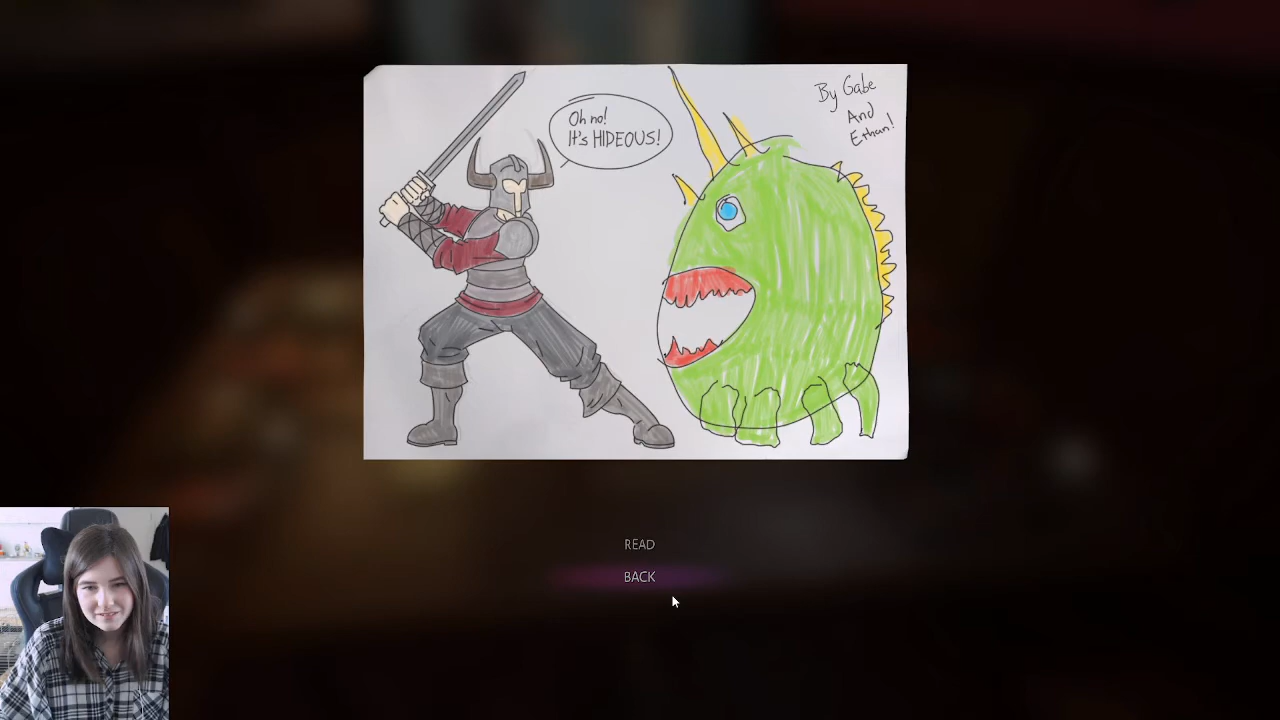 Oh no!
It's HIDEOUS!
By Gabe
And
Ethan!
READ
BACK